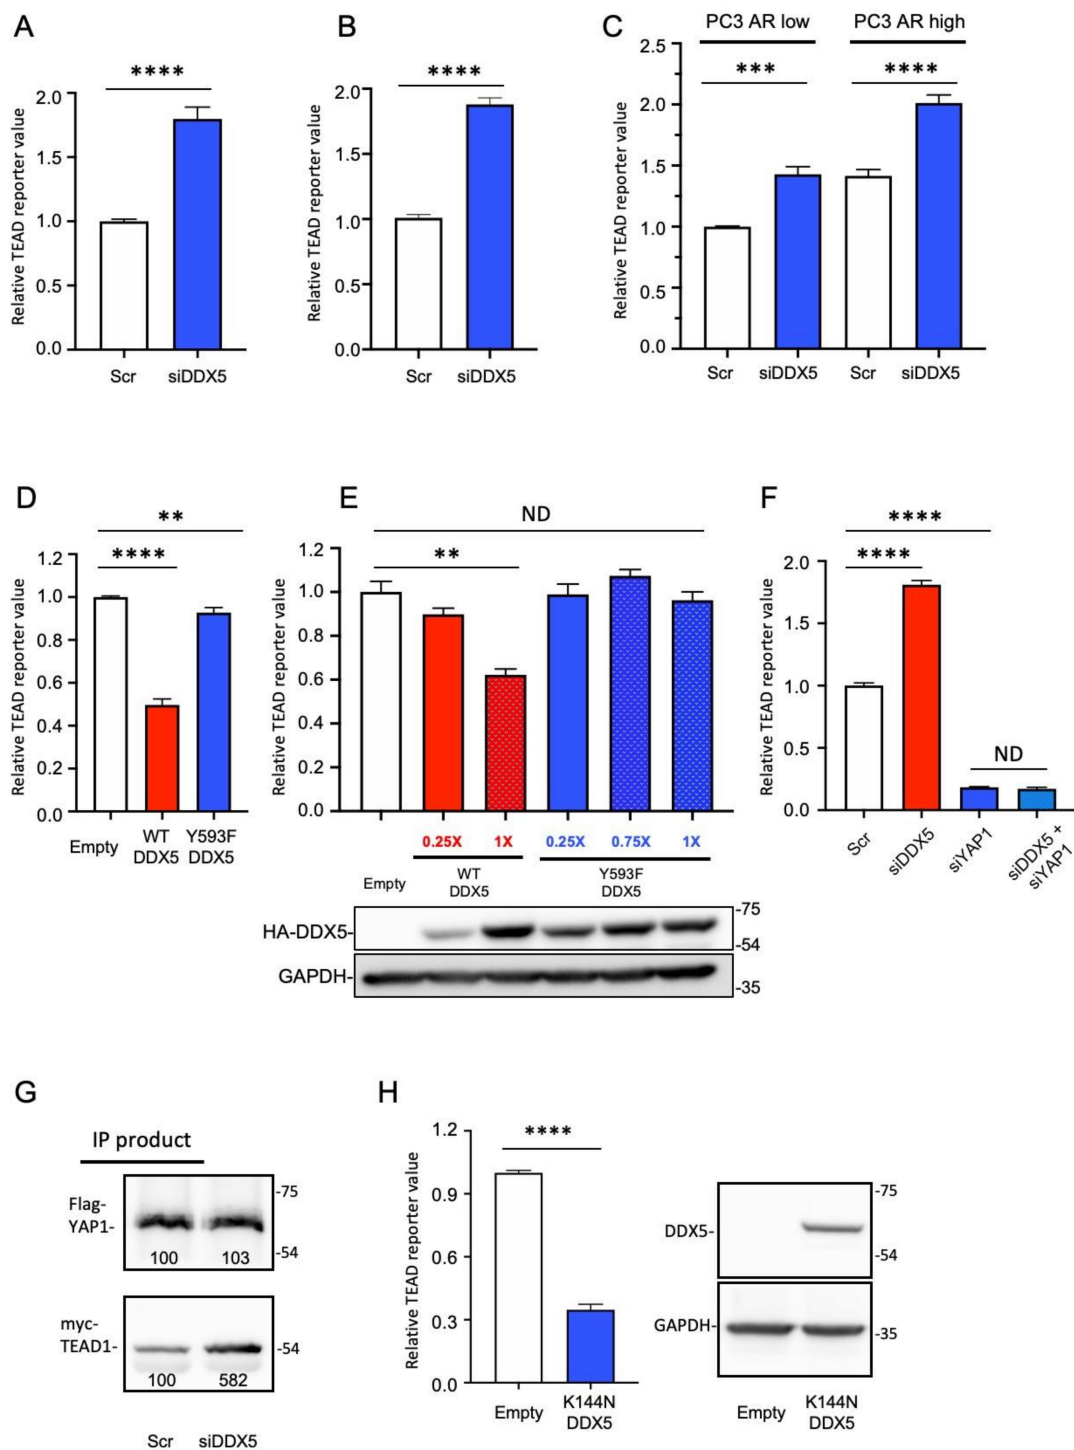 A
****
Relative TEAD reporter value
2.0
1.5
1.0
0.5
0.0
Scr siDDX5
B
****
Relative TEAD reporter value
2.0
1.5
1.0
0.5
0.0
Scr siDDX5
C
PC3 AR low PC3 AR high
*** ****
Relative TEAD reporter value
2.5
2.0
1.5
1.0
0.5
0.0
Scr siDDX5 Scr siDDX5
D
**
****
Relative TEAD reporter value
1.2
1.0
0.8
0.6
0.4
0.2
0.0
Empty
WT
DDX5
Y593F
DDX5
E
ND
**
Relative TEAD reporter value
1.2
1.0
0.8
0.6
0.4
0.2
0.0
0.25X 1X 0.25X 0.75X 1X
Empty
WT
DDX5
Y593F
DDX5
HA-DDX5-
-75
-54
GAPDH-
-35
F
****
****
ND
Relative TEAD reporter value
2.0
1.5
1.0
0.5
0.0
Scr
siDDX5
siYAP1
siDDX5 +
siYAP1
G
IP product
Flag-
YAP1-
-75
-54
100 103
myc-
TEAD1-
-54
100 582
Scr siDDX5
H
****
Relative TEAD reporter value
1.2
0.9
0.6
0.3
0.0
Empty
K144N
DDX5
DDX5-
-75
-54
GAPDH-
-35
Empty
K144N
DDX5